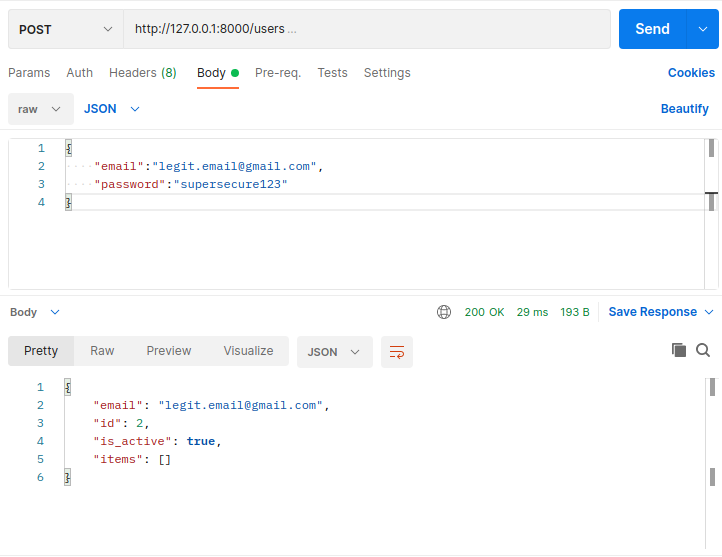 POST http://127.0.0.1:8000/users ... Send
Params Auth Headers (8) Body Pre-req. Tests Settings Cookies
raw JSON Beautify
1 {
2 ····"email":"legit.email@gmail.com",
3 ····"password":"supersecure123"
4 }
Body 200 OK 29 ms 193 B Save Response
Pretty Raw Preview Visualize JSON
1 {
2 "email": "legit.email@gmail.com",
3 "id": 2,
4 "is_active": true,
5 "items": []
6 }